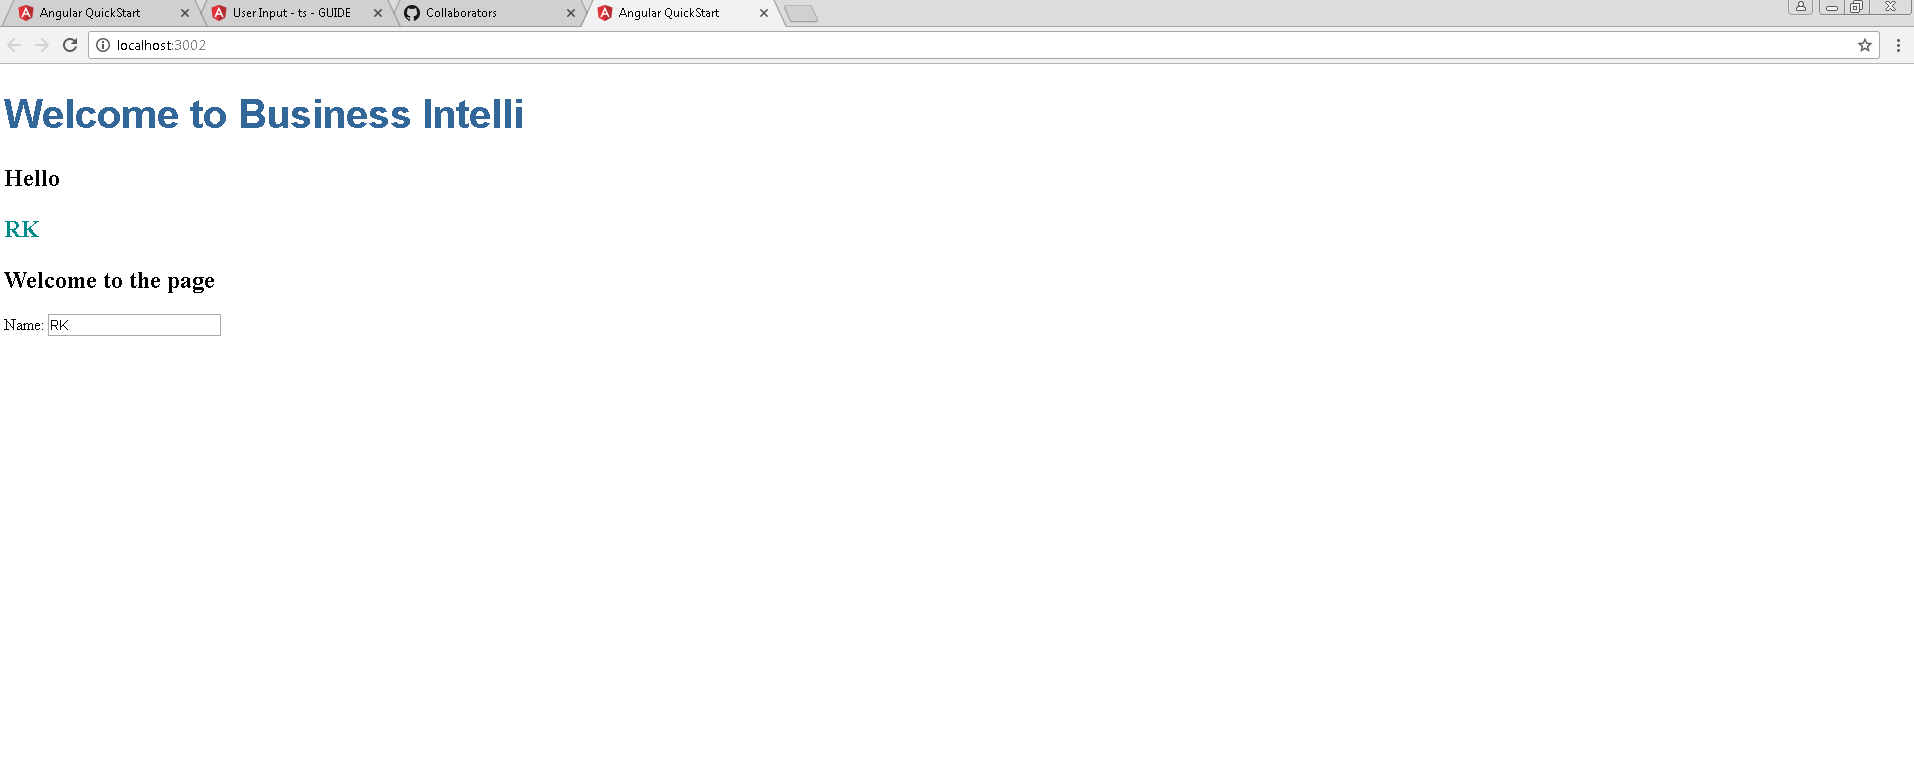 Angular QuickStart
User Input - ts - GUIDE
Collaborators
Angular QuickStart
localhost:3002
Welcome to Business Intelli
Hello
RK
Welcome to the page
Name: RK